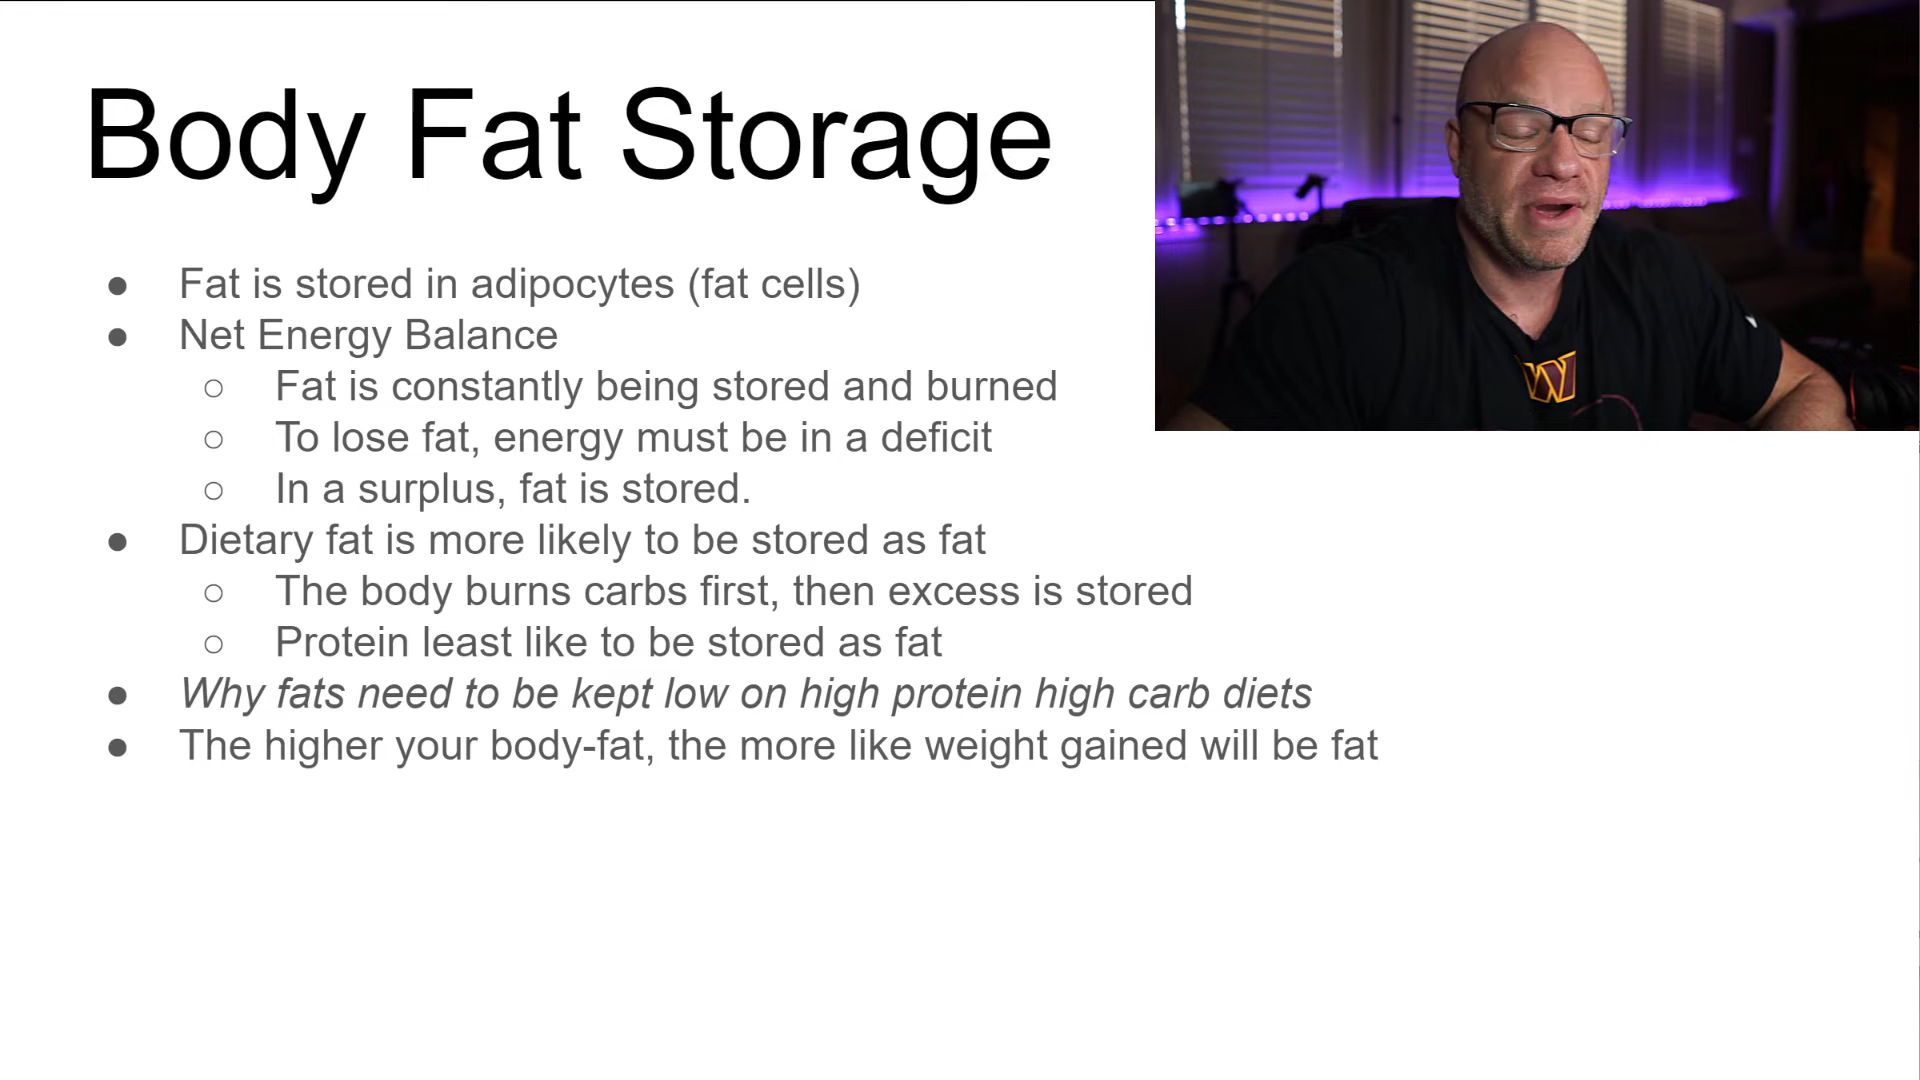 Body Fat Storage
● Fat is stored in adipocytes (fat cells)
● Net Energy Balance
○ Fat is constantly being stored and burned
○ To lose fat, energy must be in a deficit
○ In a surplus, fat is stored.
● Dietary fat is more likely to be stored as fat
○ The body burns carbs first, then excess is stored
○ Protein least like to be stored as fat
● Why fats need to be kept low on high protein high carb diets
● The higher your body-fat, the more like weight gained will be fat
W